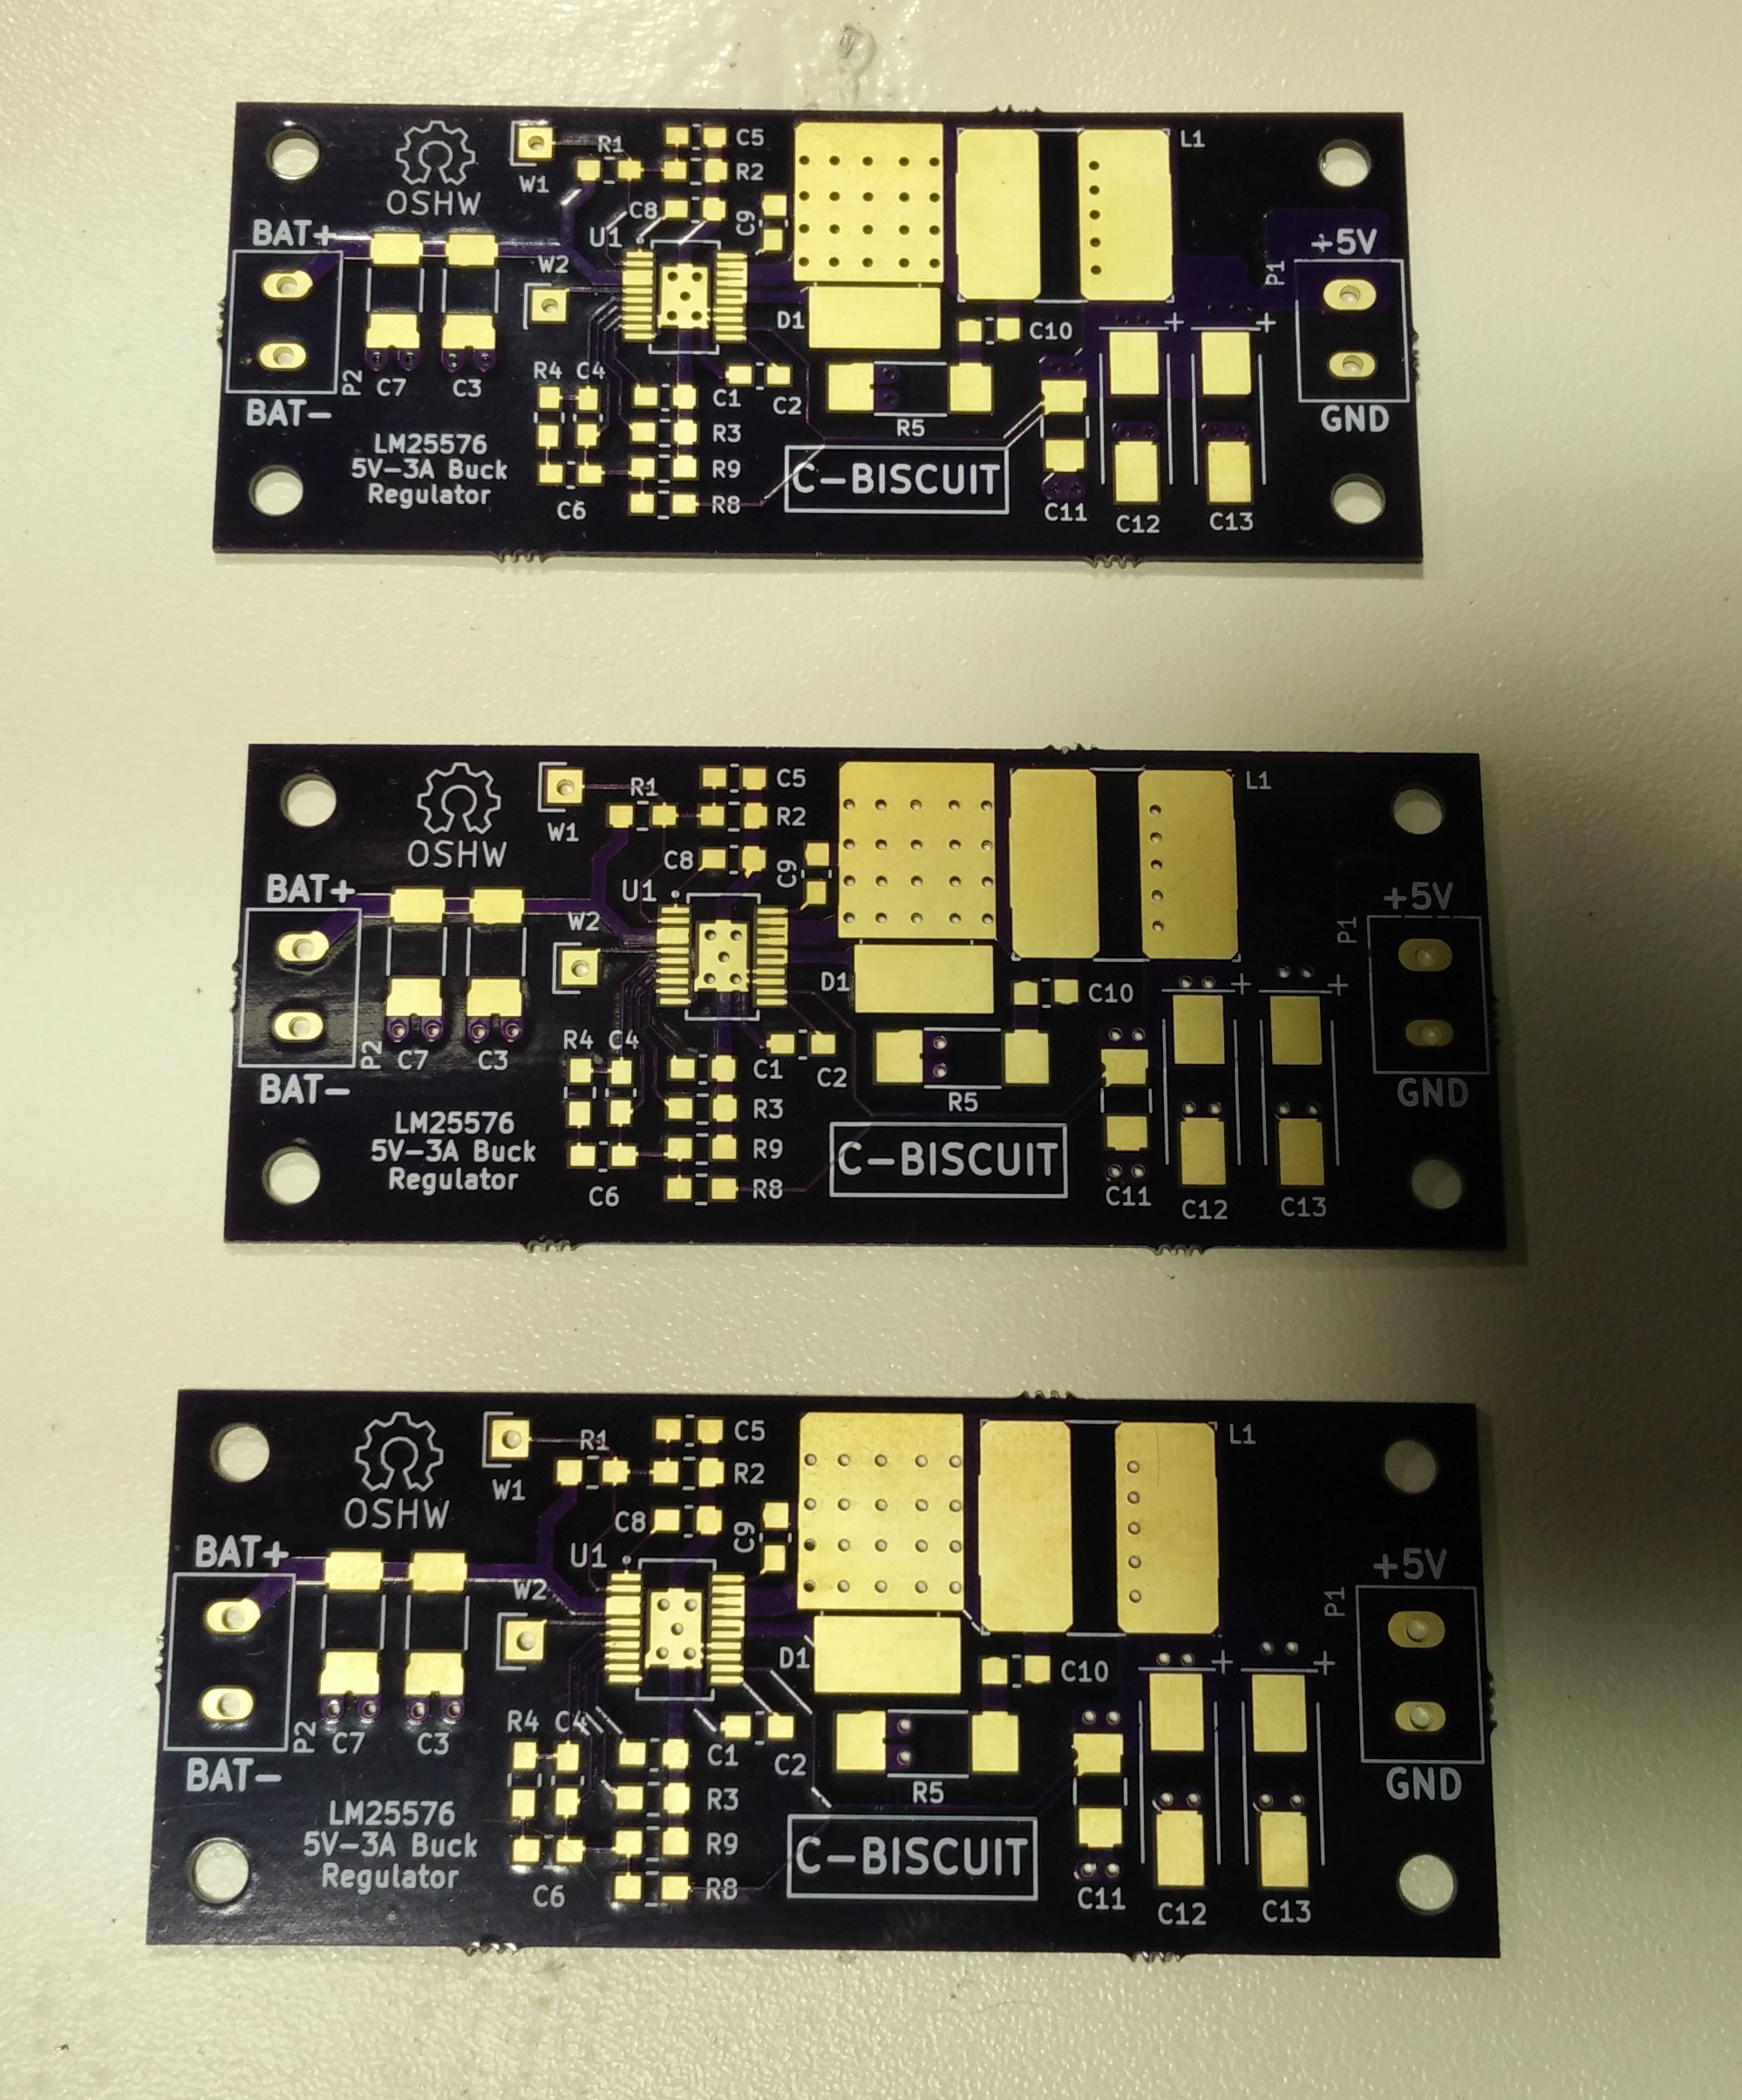 OSHW
W1
R1
C5
R2
L1
C8
C9
BAT+
U1
W2
+5V
P1
D1
C10
P2
C7
C3
R4
C4
C1
C2
R5
BAT-
GND
LM25576
5V-3A Buck
Regulator
R3
R9
R8
C6
C-BISCUIT
C11
C12
C13
+
+
OSHW
W1
R1
C5
R2
L1
C8
C9
BAT+
U1
W2
+5V
P1
D1
C10
P2
C7
C3
R4
C4
C1
C2
R5
BAT-
GND
LM25576
5V-3A Buck
Regulator
R3
R9
R8
C6
C-BISCUIT
C11
C12
C13
+
+
OSHW
W1
R1
C5
R2
L1
C8
C9
BAT+
U1
W2
+5V
P1
D1
C10
P2
C7
C3
R4
C4
C1
C2
R5
BAT-
GND
LM25576
5V-3A Buck
Regulator
R3
R9
R8
C6
C-BISCUIT
C11
C12
C13
+
+